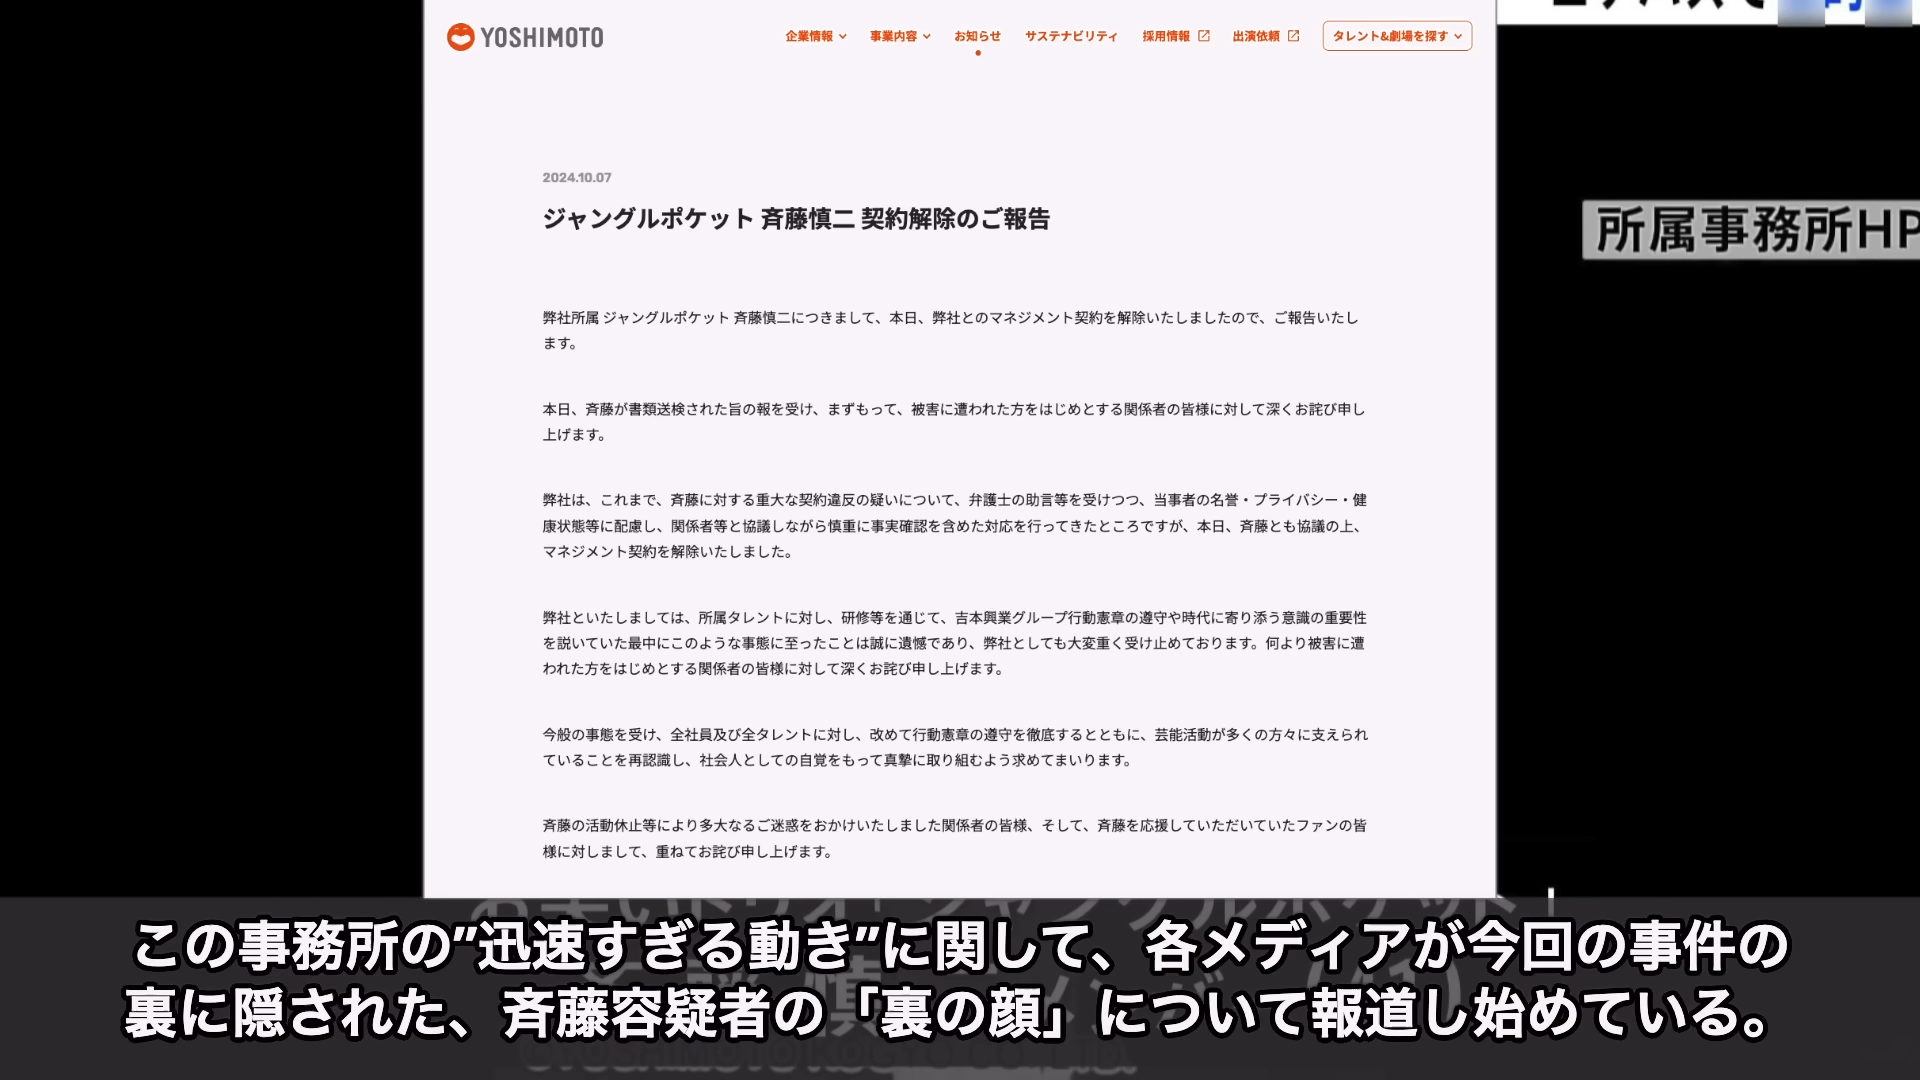 YOSHIMOTO
企業情報
事業内容
お知らせ
サステナビリティ
採用情報
出演依頼
タレント&劇場を探す
所属事務所HP
2024.10.07
ジャングルポケット 斉藤慎二 契約解除のご報告
弊社所属 ジャングルポケット 斉藤慎二につきまして、本日、弊社とのマネジメント契約を解除いたしましたので、ご報告いたし
ます。
本日、斉藤が書類送検された旨の報を受け、まずもって、被害に遭われた方をはじめとする関係者の皆様に対して深くお詫び申し
上げます。
弊社は、これまで、斉藤に対する重大な契約違反の疑いについて、弁護士の助言等を受けつつ、当事者の名誉・プライバシー・健
康状態等に配慮し、関係者等と協議しながら慎重に事実確認を含めた対応を行ってきたところですが、本日、斉藤とも協議の上、
マネジメント契約を解除いたしました。
弊社といたしましては、所属タレントに対し、研修等を通じて、吉本興業グループ行動憲章の遵守や時代に寄り添う意識の重要性
を説いていた最中にこのような事態に至ったことは誠に遺憾であり、弊社としても大変重く受け止めております。何より被害に遭
われた方をはじめとする関係者の皆様に対して深くお詫び申し上げます。
今般の事態を受け、全社員及び全タレントに対し、改めて行動憲章の遵守を徹底するとともに、芸能活動が多くの方々に支えられ
ていることを再認識し、社会人としての自覚をもって真摯に取り組むよう求めてまいります。
斉藤の活動休止等により多大なるご迷惑をおかけいたしました関係者の皆様、そして、斉藤を応援していただいていたファンの皆
様に対しまして、重ねてお詫び申し上げます。
この事務所の”迅速すぎる動き”に関して、各メディアが今回の事件の
裏に隠された、斉藤容疑者の「裏の顔」について報道し始めている。